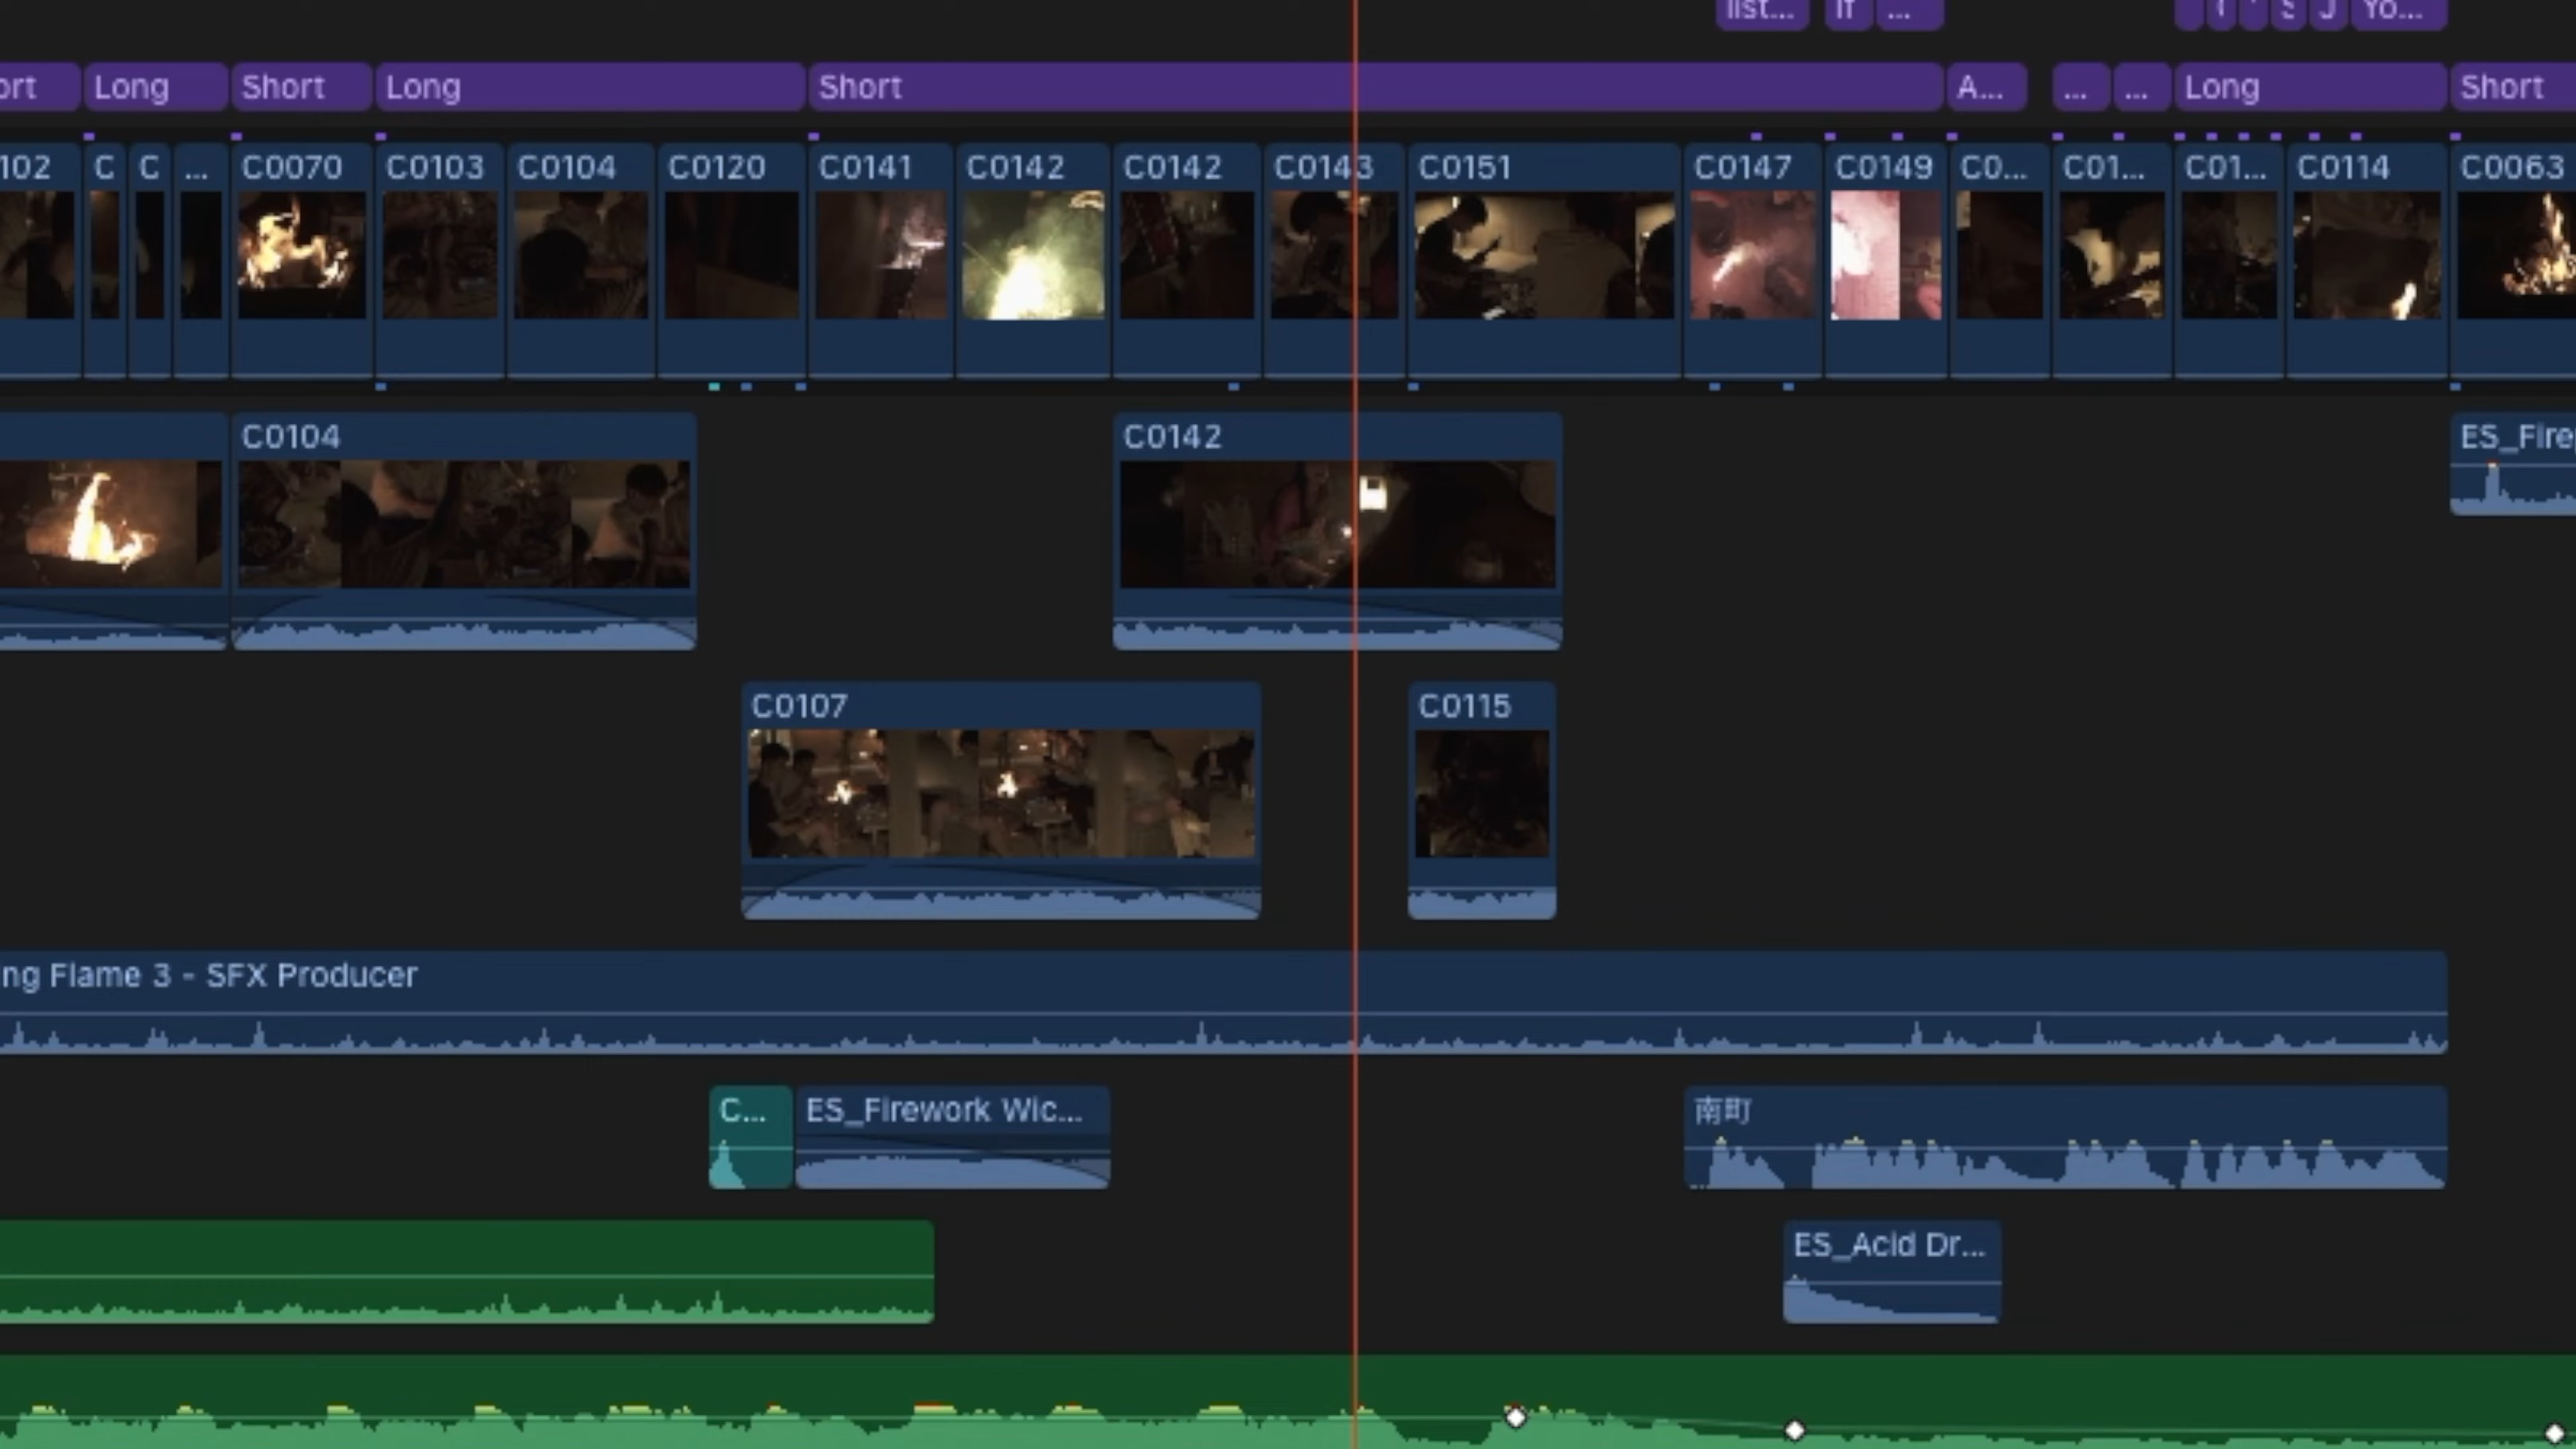 list... If ... Yo...
ort Long Short Long Short A... ... ... Long Short
102 C C ... C0070 C0103 C0104 C0120 C0141 C0142 C0142 C0143 C0151 C0147 C0149 C0... C01... C01... C0114 C0063
C0104 C0142 ES_Fire
C0107 C0115
ng Flame 3 - SFX Producer
C... ES_Firework Wic... 南町
ES_Acid Dr...